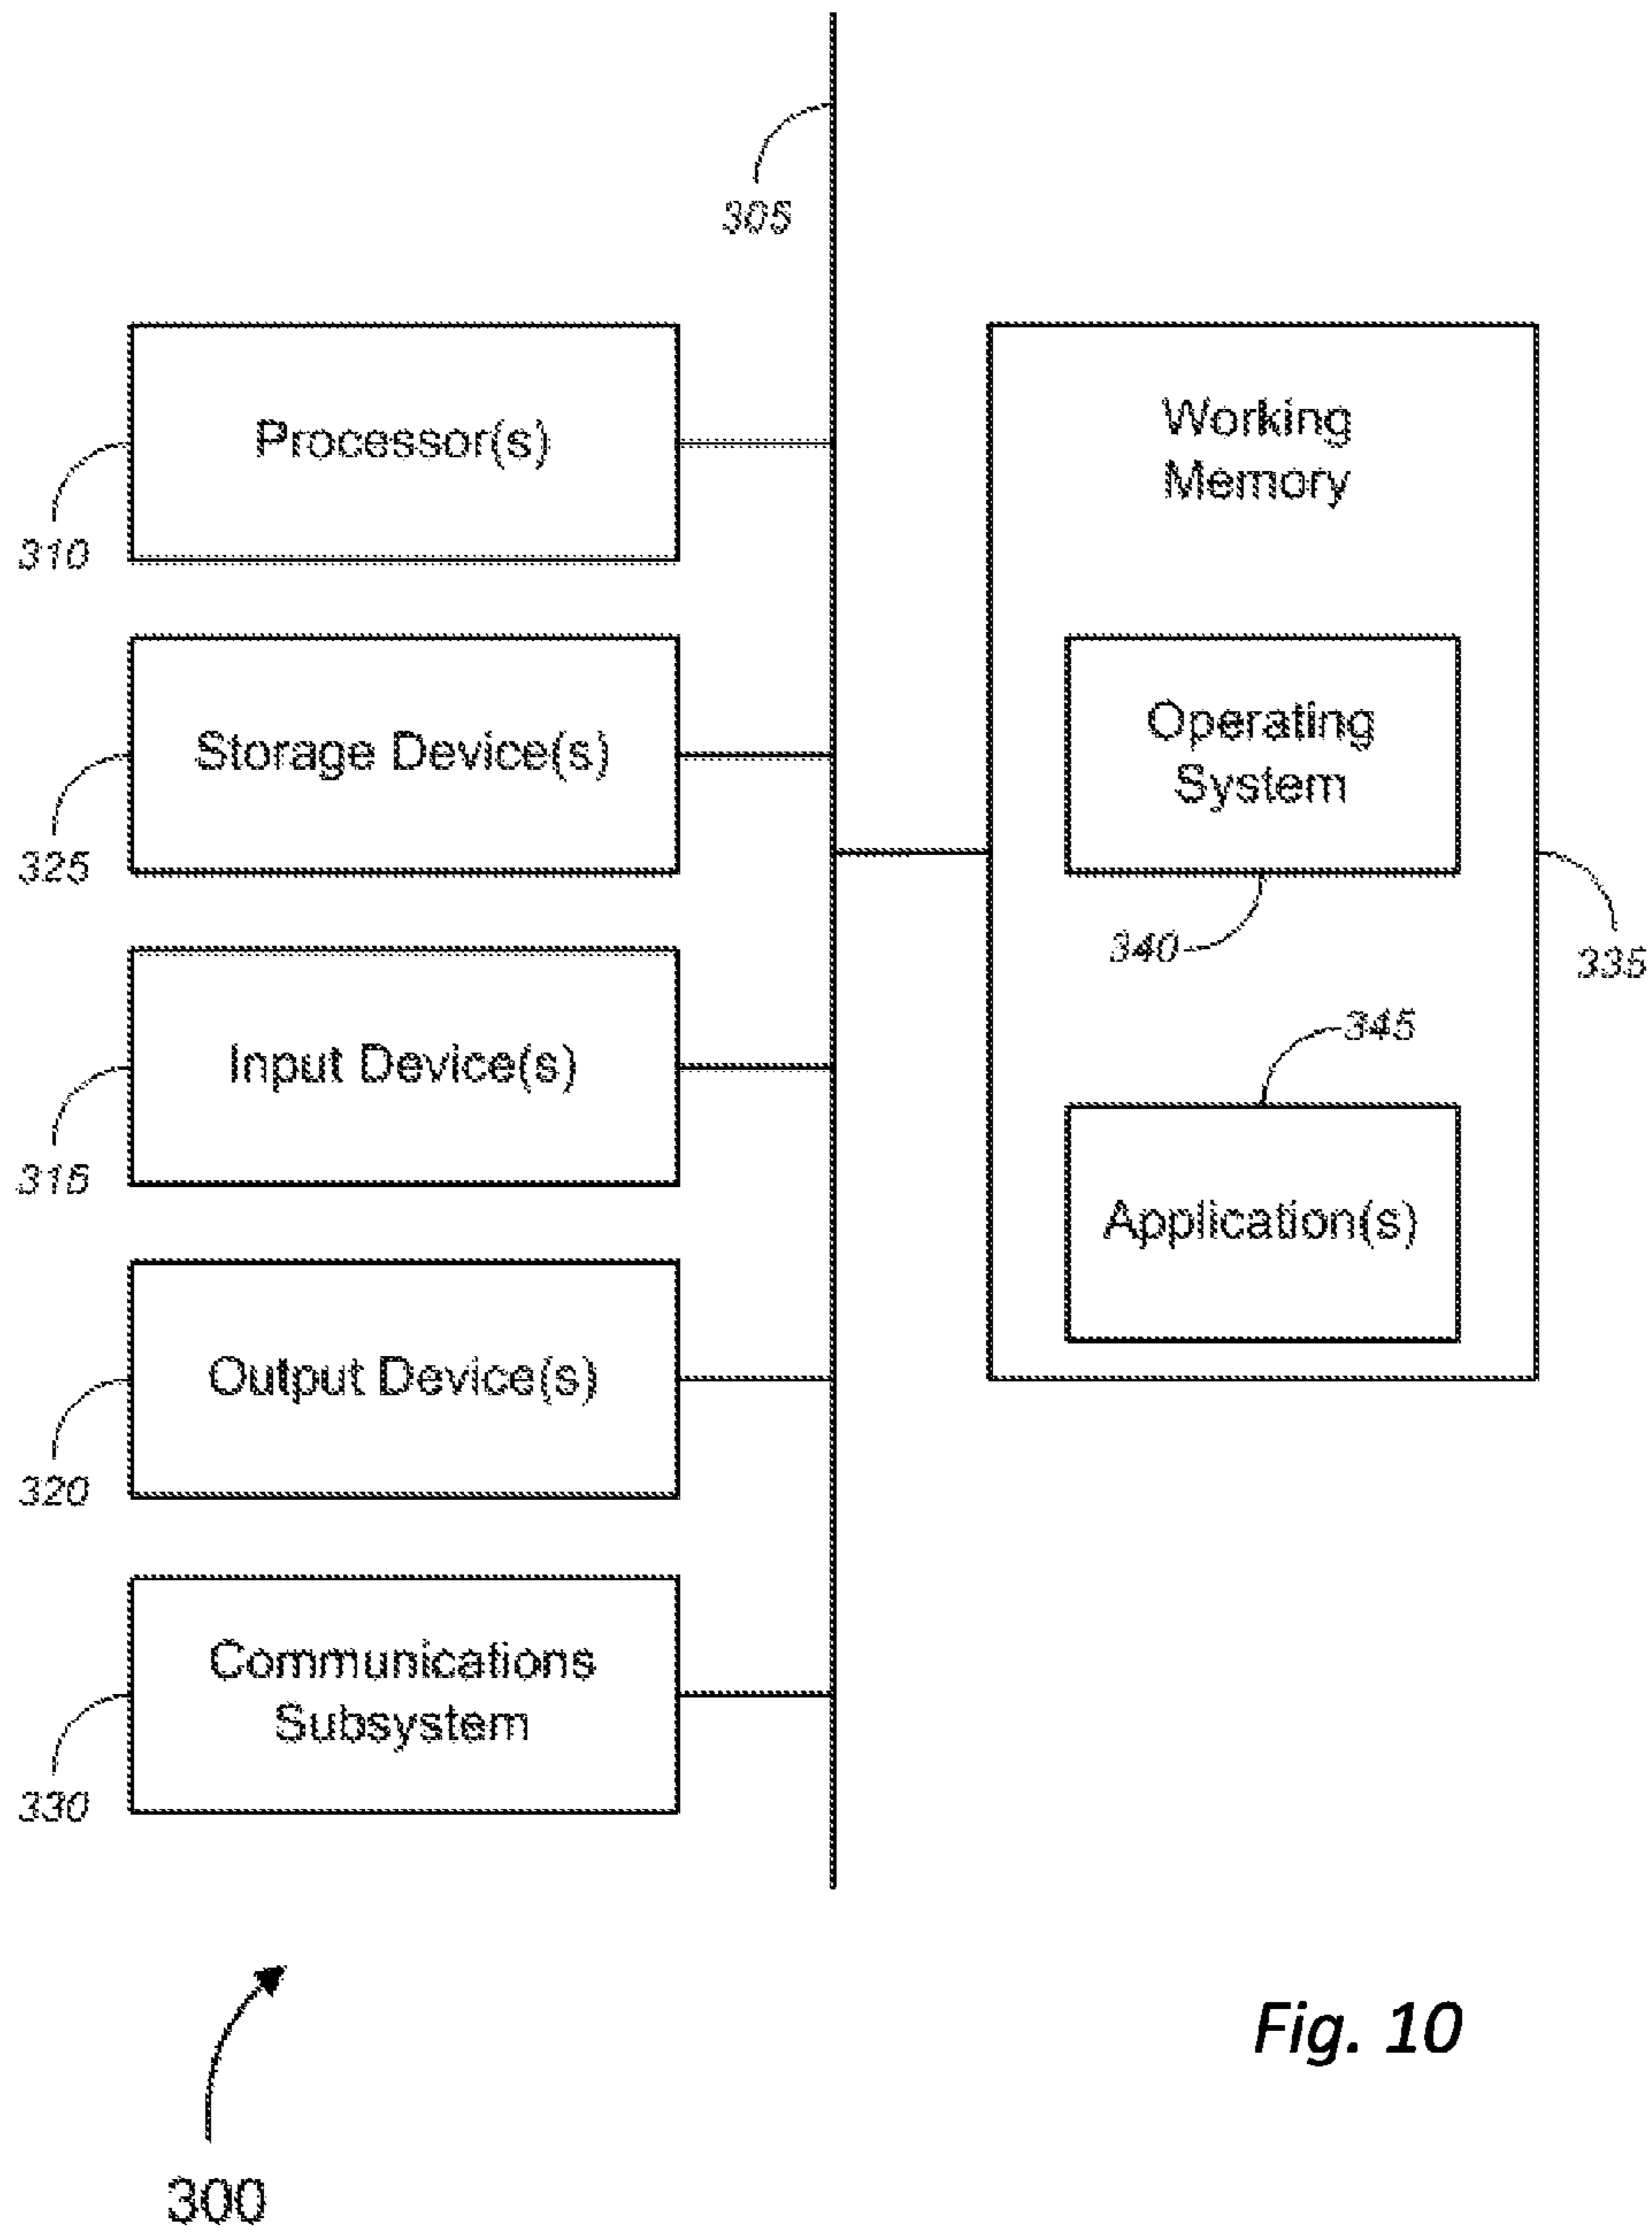 305
Processor(s)
310
Storage Device(s)
325
Input Device(s)
315
Output Device(s)
320
Communications
Subsystem
330
Working
Memory
Operating
System
340
335
345
Application(s)
300
Fig. 10